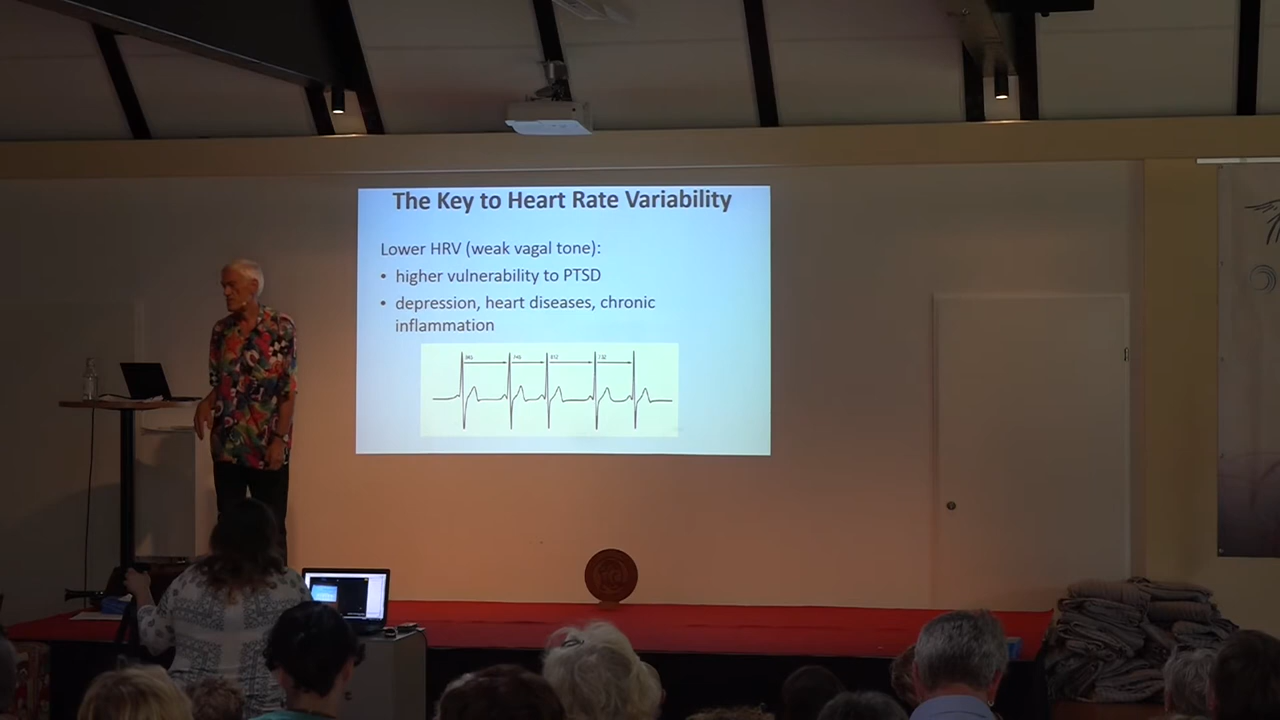 The Key to Heart Rate Variability
Lower HRV (weak vagal tone):
• higher vulnerability to PTSD
• depression, heart diseases, chronic
inflammation